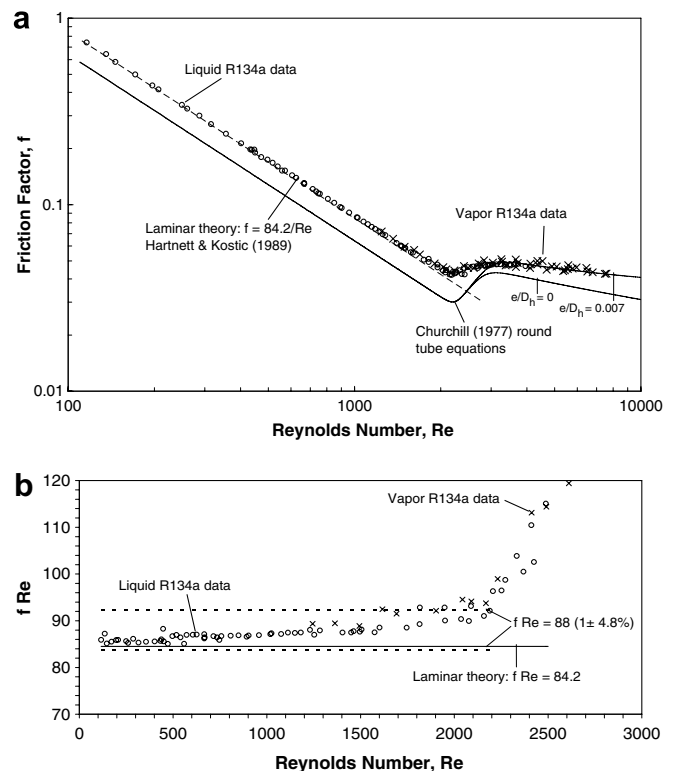 a
1
0.1
0.01
Friction Factor, f
Liquid R134a data
Laminar theory: f = 84.2/Re
Hartnett & Kostic (1989)
Vapor R134a data
e/Dh = 0
e/Dh = 0.007
Churchill (1977) round
tube equations
100
1000
10000
Reynolds Number, Re
b
120
110
100
90
80
70
f Re
Vapor R134a data
Liquid R134a data
f Re = 88 (1± 4.8%)
Laminar theory: f Re = 84.2
0
500
1000
1500
2000
2500
3000
Reynolds Number, Re